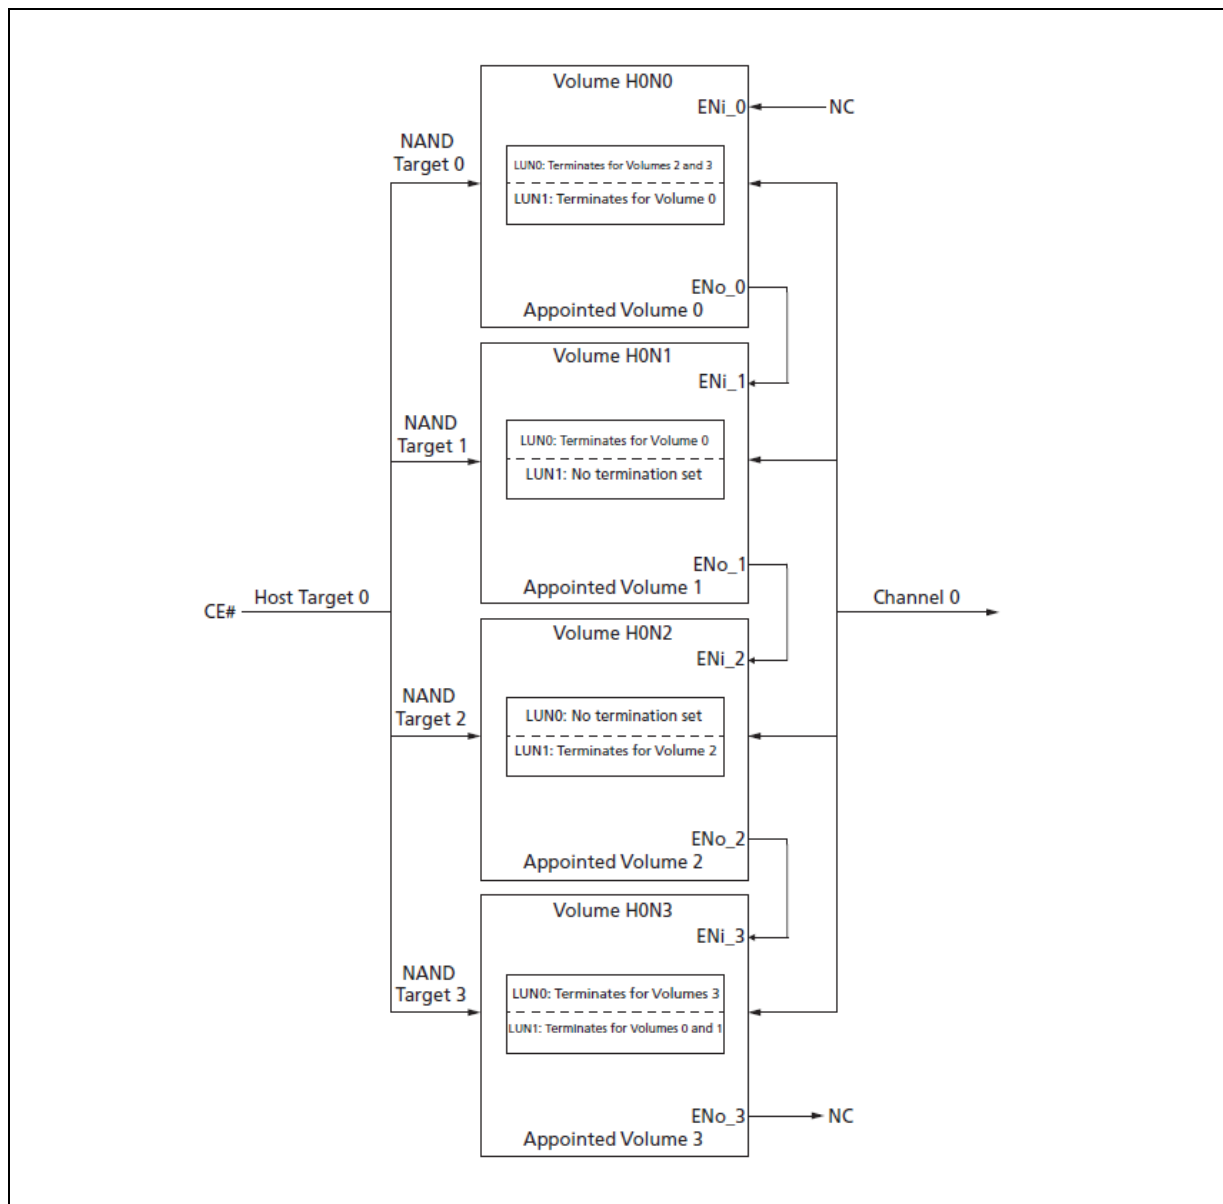 Volume H0N0
ENi_0
NC
NAND
Target 0
LUN0: Terminates for Volumes 2 and 3
LUN1: Terminates for Volume 0
ENo_0
Appointed Volume 0
Volume H0N1
ENi_1
NAND
Target 1
LUN0: Terminates for Volume 0
LUN1: No termination set
ENo_1
Appointed Volume 1
CE#
Host Target 0
Channel 0
Volume H0N2
ENi_2
NAND
Target 2
LUN0: No termination set
LUN1: Terminates for Volume 2
ENo_2
Appointed Volume 2
Volume H0N3
ENi_3
NAND
Target 3
LUN0: Terminates for Volumes 3
LUN1: Terminates for Volumes 0 and 1
ENo_3
NC
Appointed Volume 3